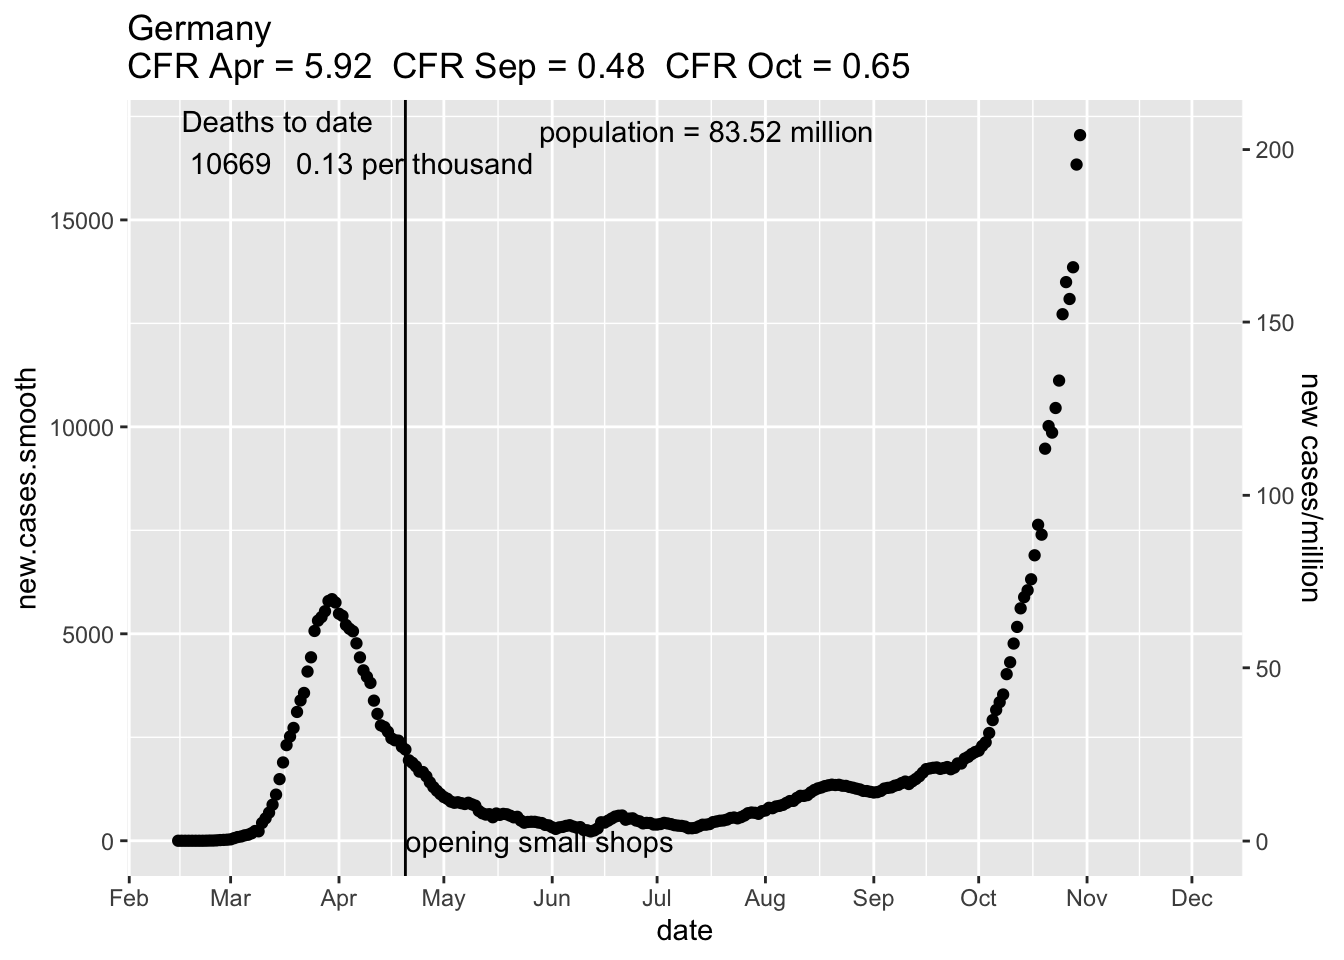 Germany
CFR Apr = 5.92  CFR Sep = 0.48  CFR Oct = 0.65
Deaths to date
10669   0.13 per thousand
population = 83.52 million
new.cases.smooth
15000
10000
5000
0
200
150
100
50
0
new cases/million
opening small shops
Feb Mar Apr May Jun Jul Aug Sep Oct Nov Dec
date